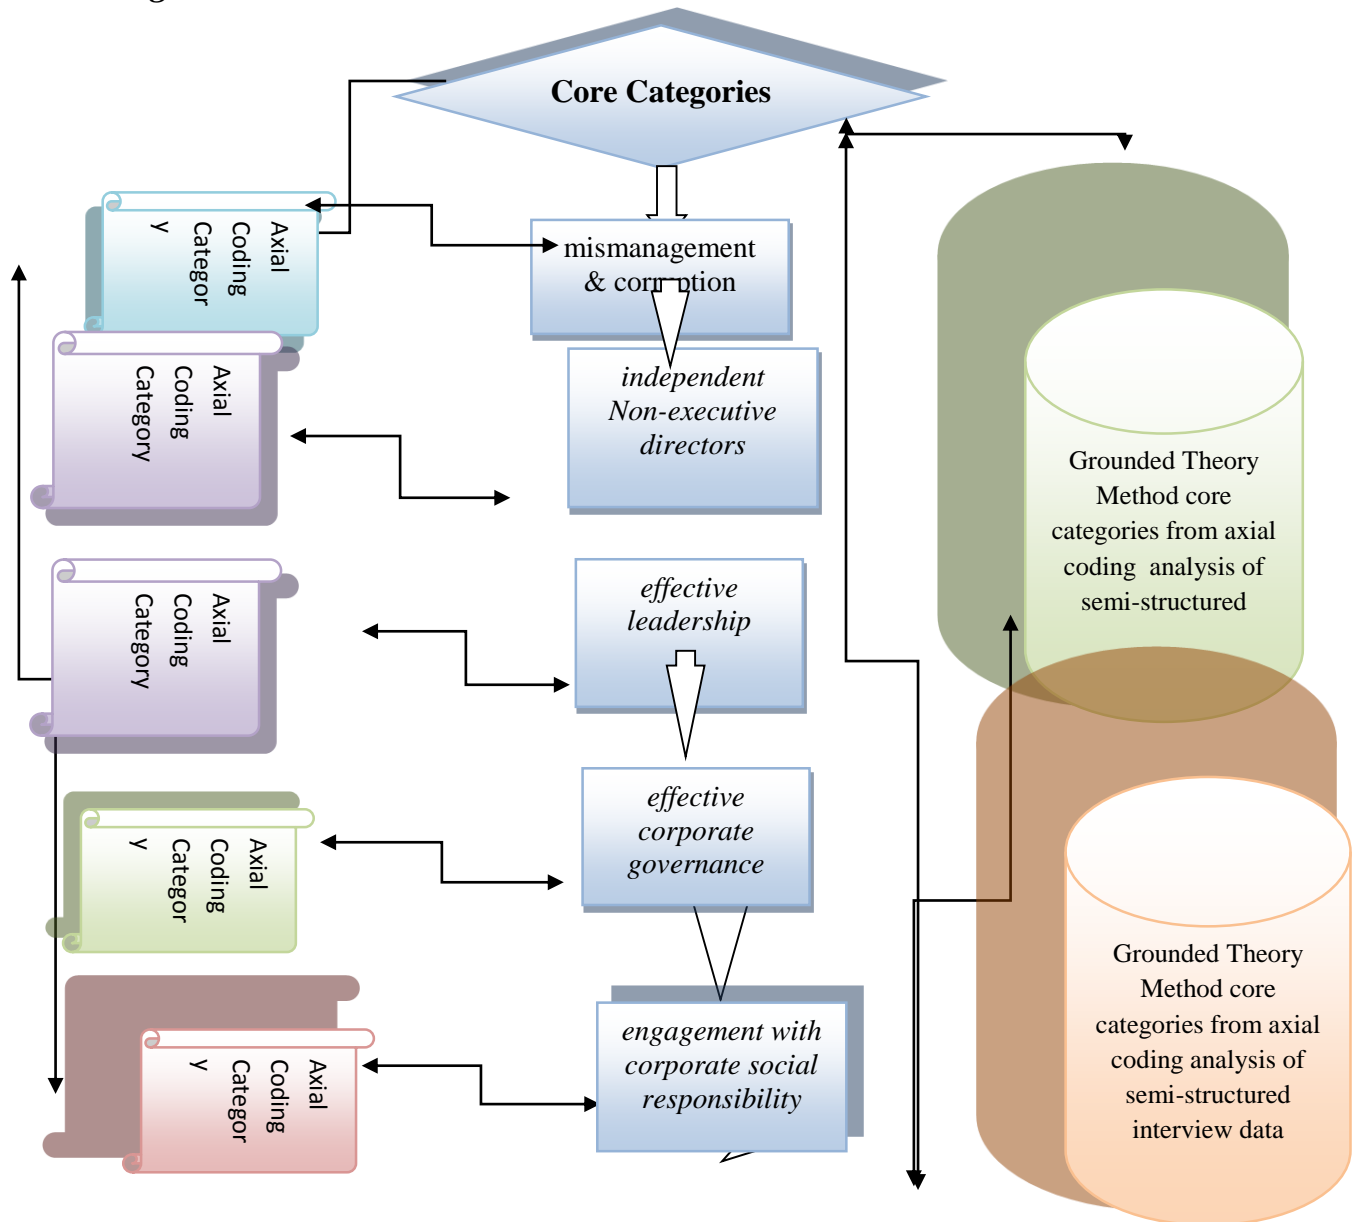 Core Categories
Axial
Coding
Categor
y
mismanagement
& corruption
Axial
Coding
Category
independent
Non-executive
directors
Grounded Theory
Method core
categories from axial
coding analysis of
semi-structured
Axial
Coding
Category
effective
leadership
Axial
Coding
Categor
y
effective
corporate
governance
Axial
Coding
Categor
y
engagement with
corporate social
responsibility
Grounded Theory
Method core
categories from axial
coding analysis of
semi-structured
interview data